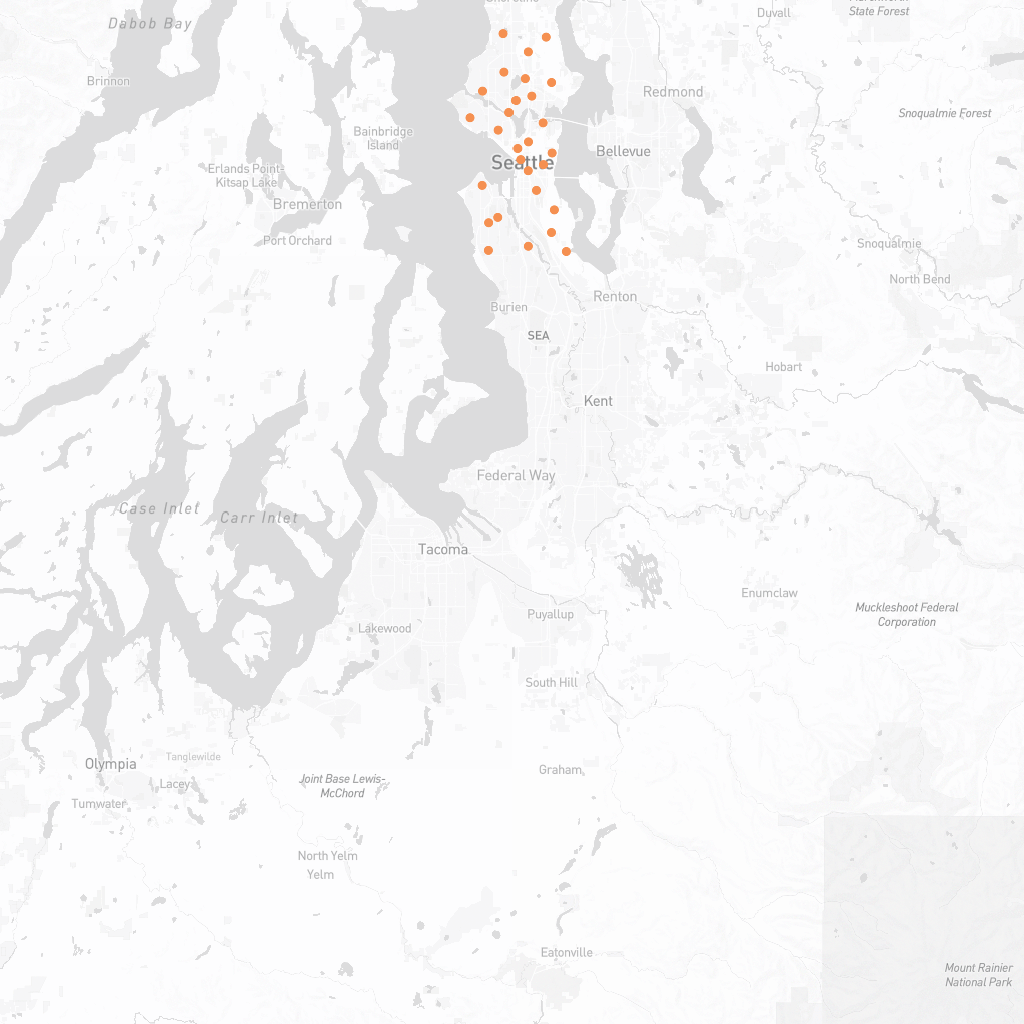 Shoreline
Duvall
State Forest
Dabob Bay
Brinnon
Redmond
Snoqualmie Forest
Bainbridge
Island
Bellevue
Seattle
Erlands Point-
Kitsap Lake
Bremerton
Port Orchard
Snoqualmie
North Bend
Renton
Burien
SEA
Hobart
Kent
Federal Way
Case Inlet
Carr Inlet
Tacoma
Enumclaw
Muckleshoot Federal
Corporation
Puyallup
Lakewood
South Hill
Tanglewilde
Olympia
Graham
Joint Base Lewis-
McChord
Lacey
Tumwater
North Yelm
Yelm
Eatonville
Mount Rainier
National Park